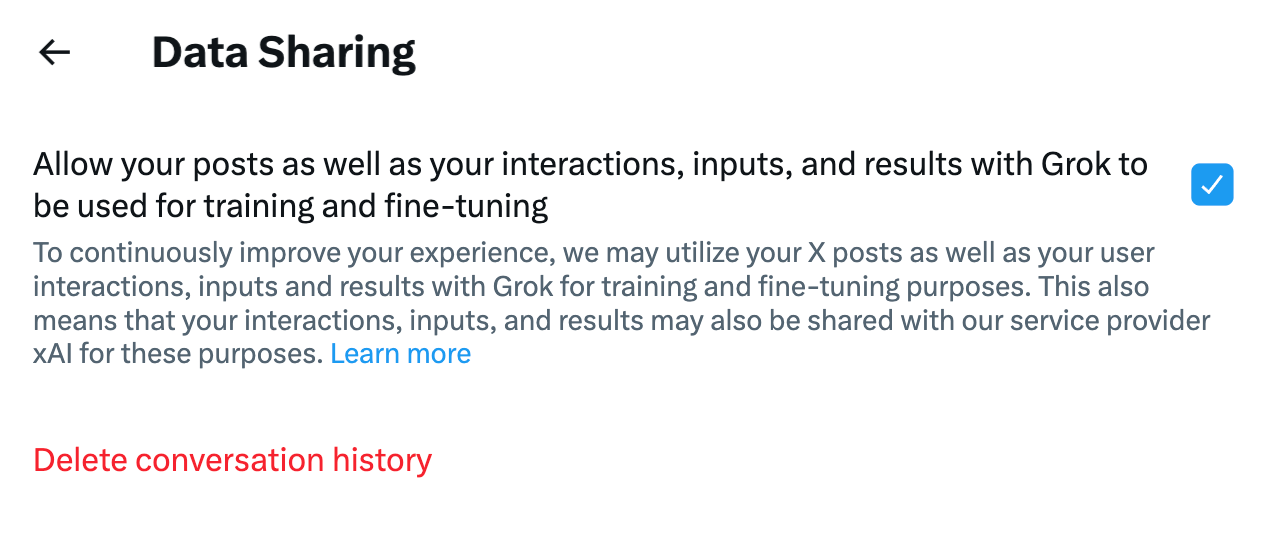 Data Sharing
Allow your posts as well as your interactions, inputs, and results with Grok to
be used for training and fine-tuning
To continuously improve your experience, we may utilize your X posts as well as your user
interactions, inputs and results with Grok for training and fine-tuning purposes. This also
means that your interactions, inputs, and results may also be shared with our service provider
xAI for these purposes. Learn more
Delete conversation history